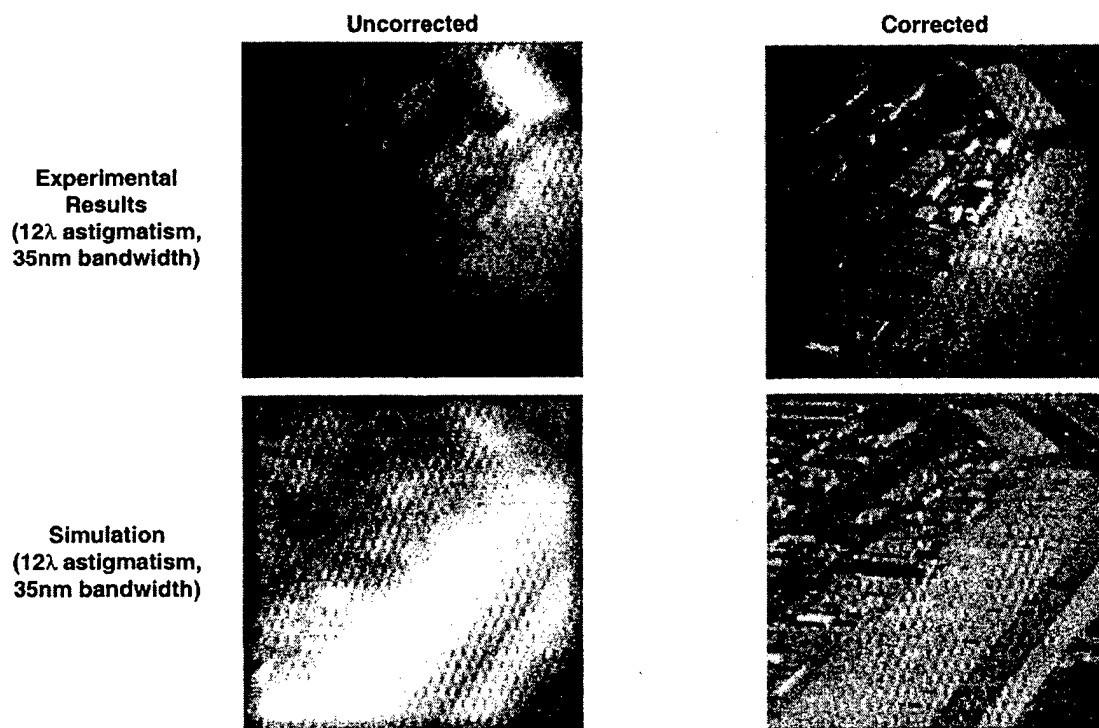 Uncorrected
Corrected
Experimental
Results
(12λ astigmatism,
35nm bandwidth)
Simulation
(12λ astigmatism,
35nm bandwidth)